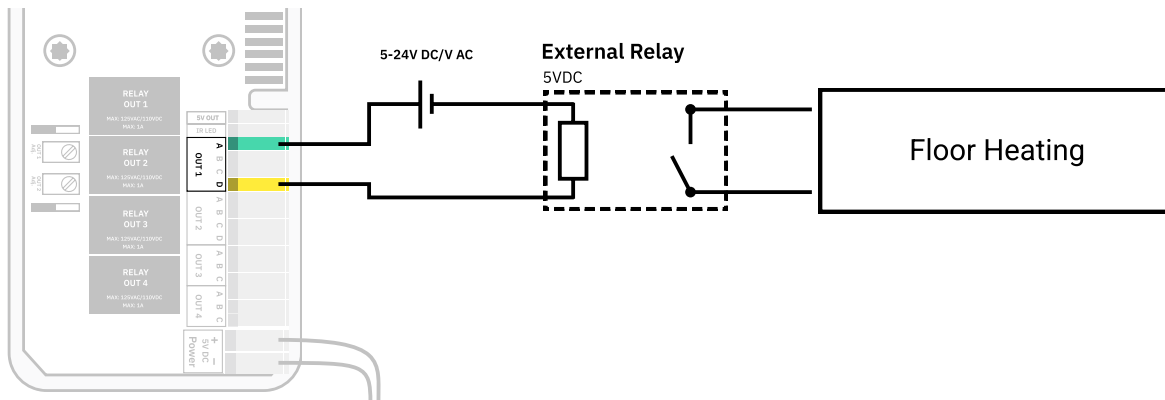 5-24V DC/V AC
External Relay
5VDC
Floor Heating
RELAY
OUT 1
MAX: 125VAC/110VDC
MAX: 1A
RELAY
OUT 2
MAX: 125VAC/110VDC
MAX: 1A
RELAY
OUT 3
MAX: 125VAC/110VDC
MAX: 1A
RELAY
OUT 4
MAX: 125VAC/110VDC
MAX: 1A
5V OUT
IR LED
OUT 1
A
B
C
D
OUT 2
A
B
C
D
OUT 3
A
B
C
OUT 4
A
B
C
+
−
5V DC
Power